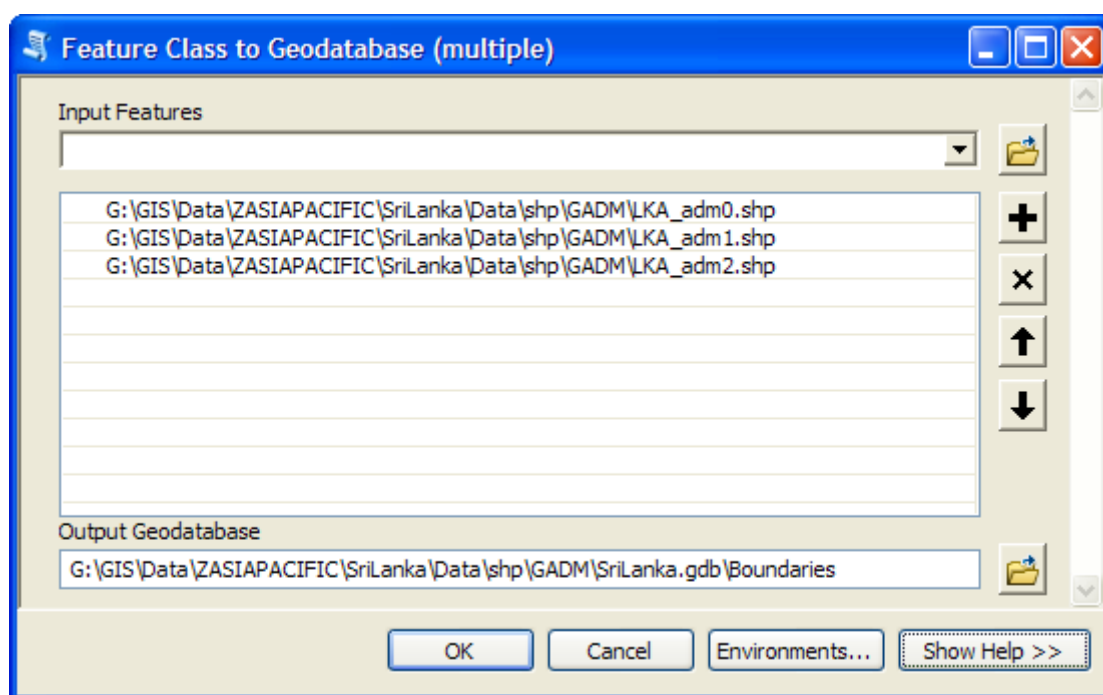 Feature Class to Geodatabase (multiple)
Input Features
G:\GIS\Data\ZASIAPACIFIC\SriLanka\Data\shp\GADM\LKA_adm0.shp
G:\GIS\Data\ZASIAPACIFIC\SriLanka\Data\shp\GADM\LKA_adm1.shp
G:\GIS\Data\ZASIAPACIFIC\SriLanka\Data\shp\GADM\LKA_adm2.shp
Output Geodatabase
G:\GIS\Data\ZASIAPACIFIC\SriLanka\Data\shp\GADM\SriLanka.gdb\Boundaries
OK Cancel Environments... Show Help >>